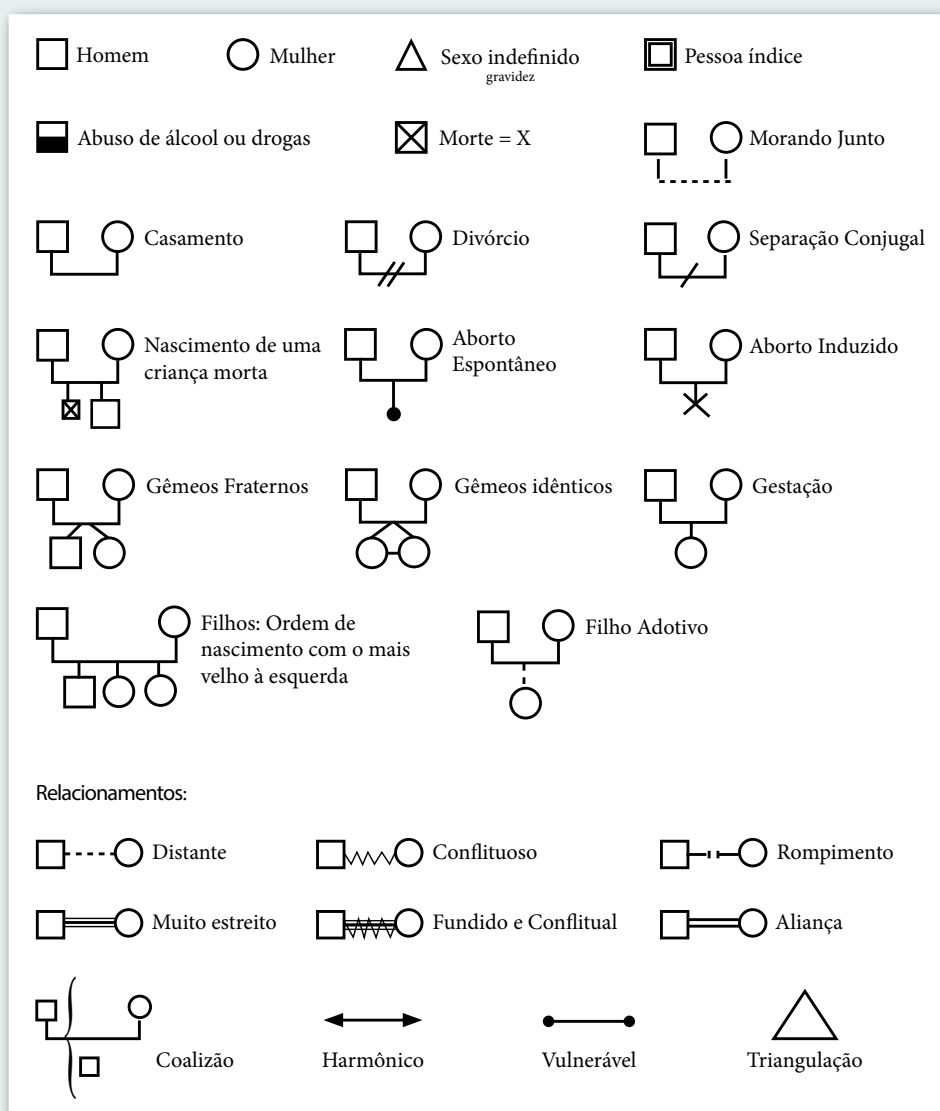 Homem
Mulher
Sexo indefinido
gravidez
Pessoa índice
Abuso de álcool ou drogas
Morte = X
Morando Junto
Casamento
Divórcio
Separação Conjugal
Nascimento de uma
criança morta
Aborto
Espontâneo
Aborto Induzido
Gêmeos Fraternos
Gêmeos idênticos
Gestação
Filhos: Ordem de
nascimento com o mais
velho à esquerda
Filho Adotivo
Relacionamentos:
Distante
Conflituoso
Rompimento
Muito estreito
Fundido e Conflitual
Aliança
Coalizão
Harmônico
Vulnerável
Triangulação